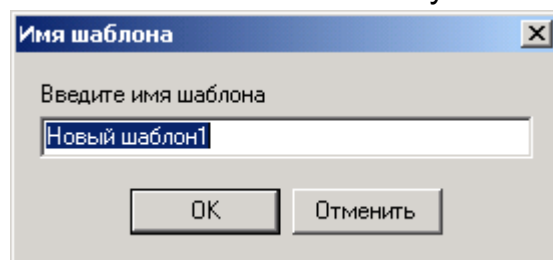 Имя шаблона
Введите имя шаблона
Новый шаблон1
OK Отменить